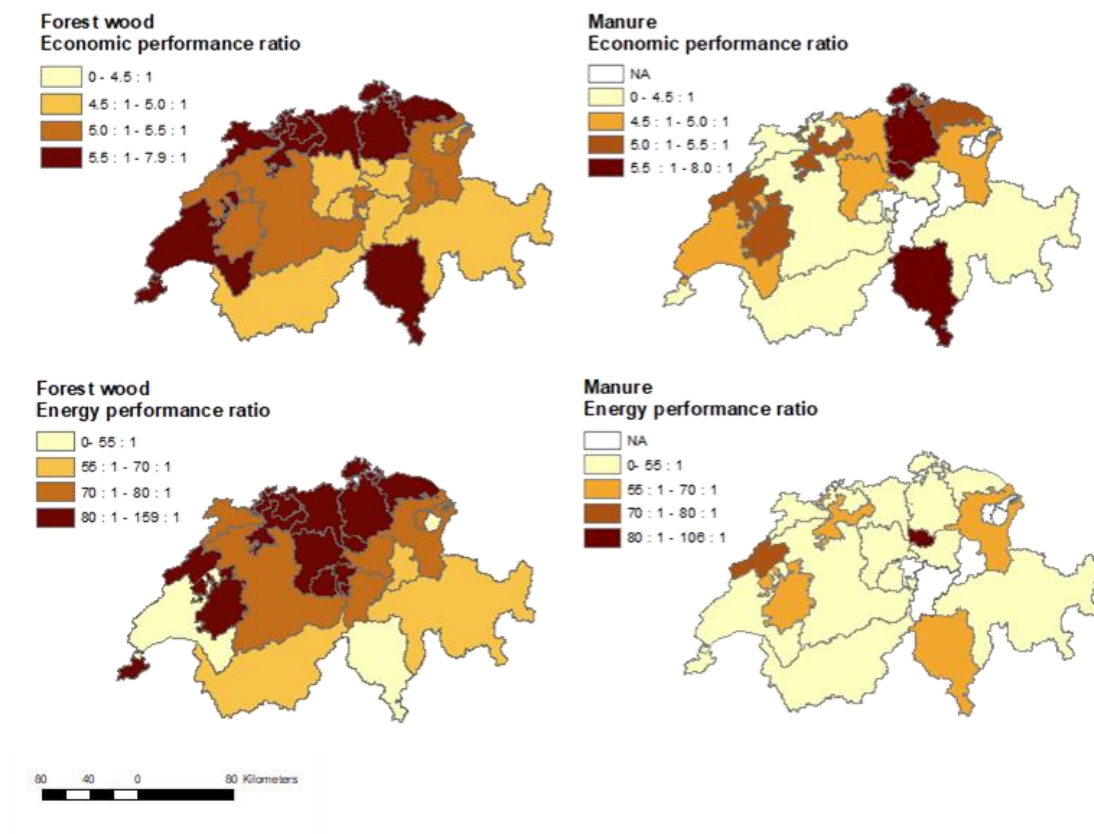 Forest wood
Economic performance ratio
0 - 4.5 : 1
4.5 : 1 - 5.0 : 1
5.0 : 1 - 5.5 : 1
5.5 : 1 - 7.9 : 1
Manure
Economic performance ratio
NA
0 - 4.5 : 1
4.5 : 1 - 5.0 : 1
5.0 : 1 - 5.5 : 1
5.5 : 1 - 8.0 : 1
Forest wood
Energy performance ratio
0- 55 : 1
55 : 1 - 70 : 1
70 : 1 - 80 : 1
80 : 1 - 159 : 1
Manure
Energy performance ratio
NA
0- 55 : 1
55 : 1 - 70 : 1
70 : 1 - 80 : 1
80 : 1 - 106 : 1
80 40 0 80 Kilometers